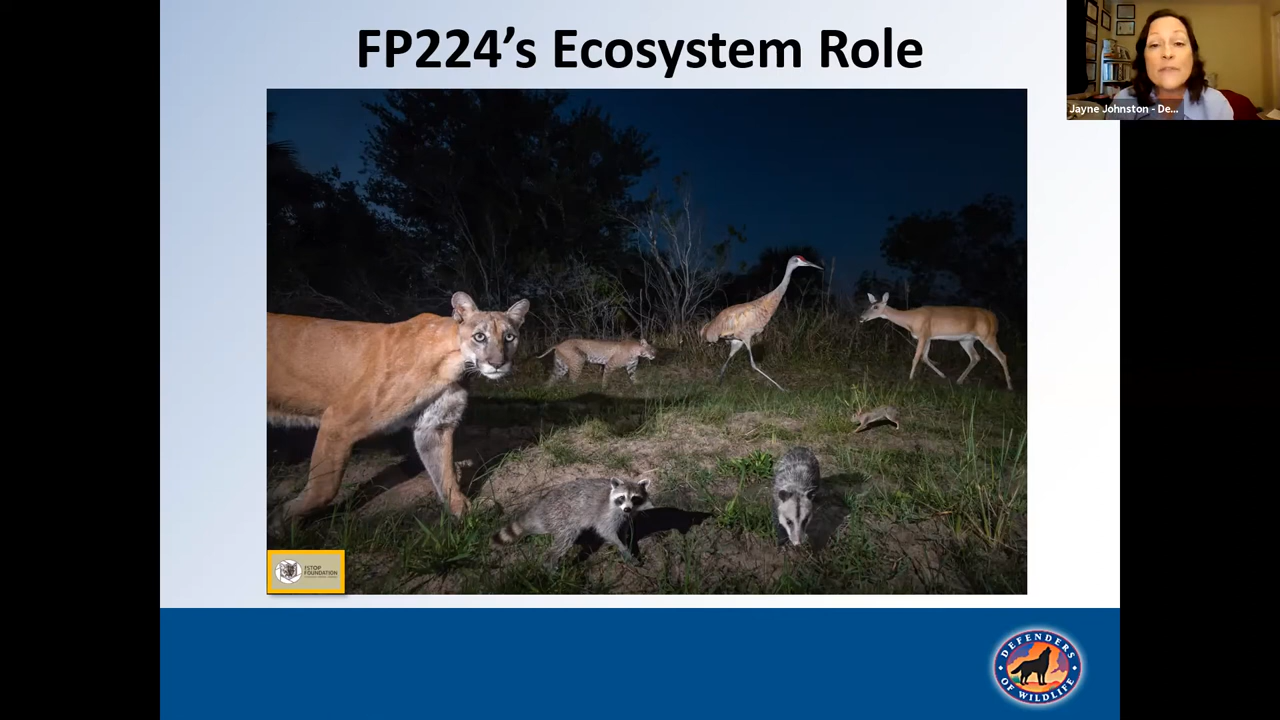 FP224's Ecosystem Role
Jayne Johnston - De...
FSTOP
FOUNDATION
DEFENDERS
OF WILDLIFE